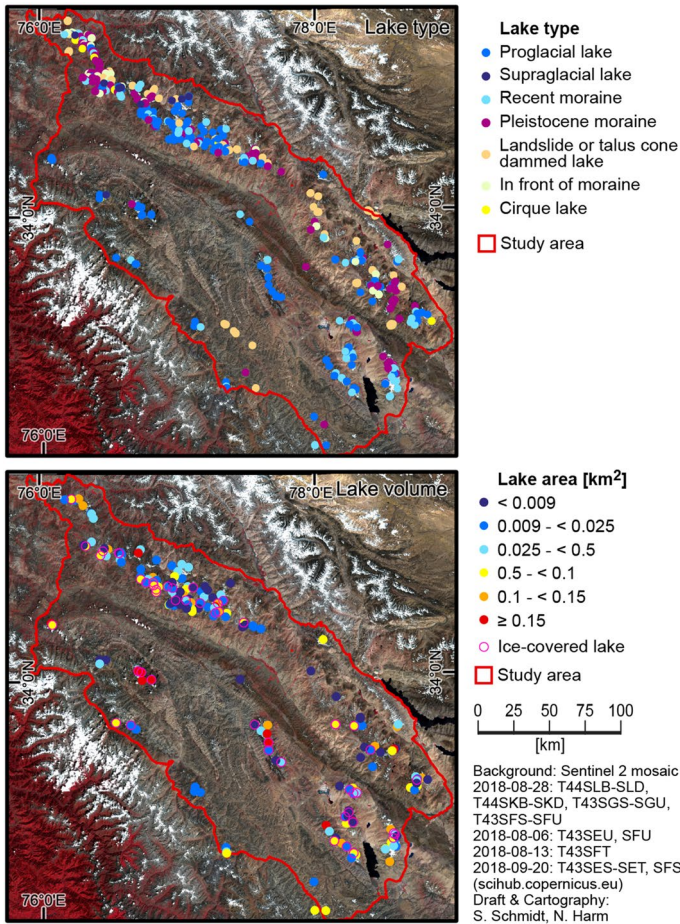 76°0'E
78°0'E
Lake type
34°0'N
34°0'N
76°0'E
Lake type
Proglacial lake
Supraglacial lake
Recent moraine
Pleistocene moraine
Landslide or talus cone
dammed lake
In front of moraine
Cirque lake
Study area
76°0'E
78°0'E
Lake volume
34°0'N
34°0'N
76°0'E
Lake area [km²]
< 0.009
0.009 - < 0.025
0.025 - < 0.5
0.5 - < 0.1
0.1 - < 0.15
≥ 0.15
Ice-covered lake
Study area
0 25 50 75 100
[km]
Background: Sentinel 2 mosaic
2018-08-28: T44SLB-SLD,
T44SKB-SKD, T43SGS-SGU,
T43SFS-SFU
2018-08-06: T43SEU, SFU
2018-08-13: T43SFT
2018-09-20: T43SES-SET, SFS
(scihub.copernicus.eu)
Draft & Cartography:
S. Schmidt, N. Harm